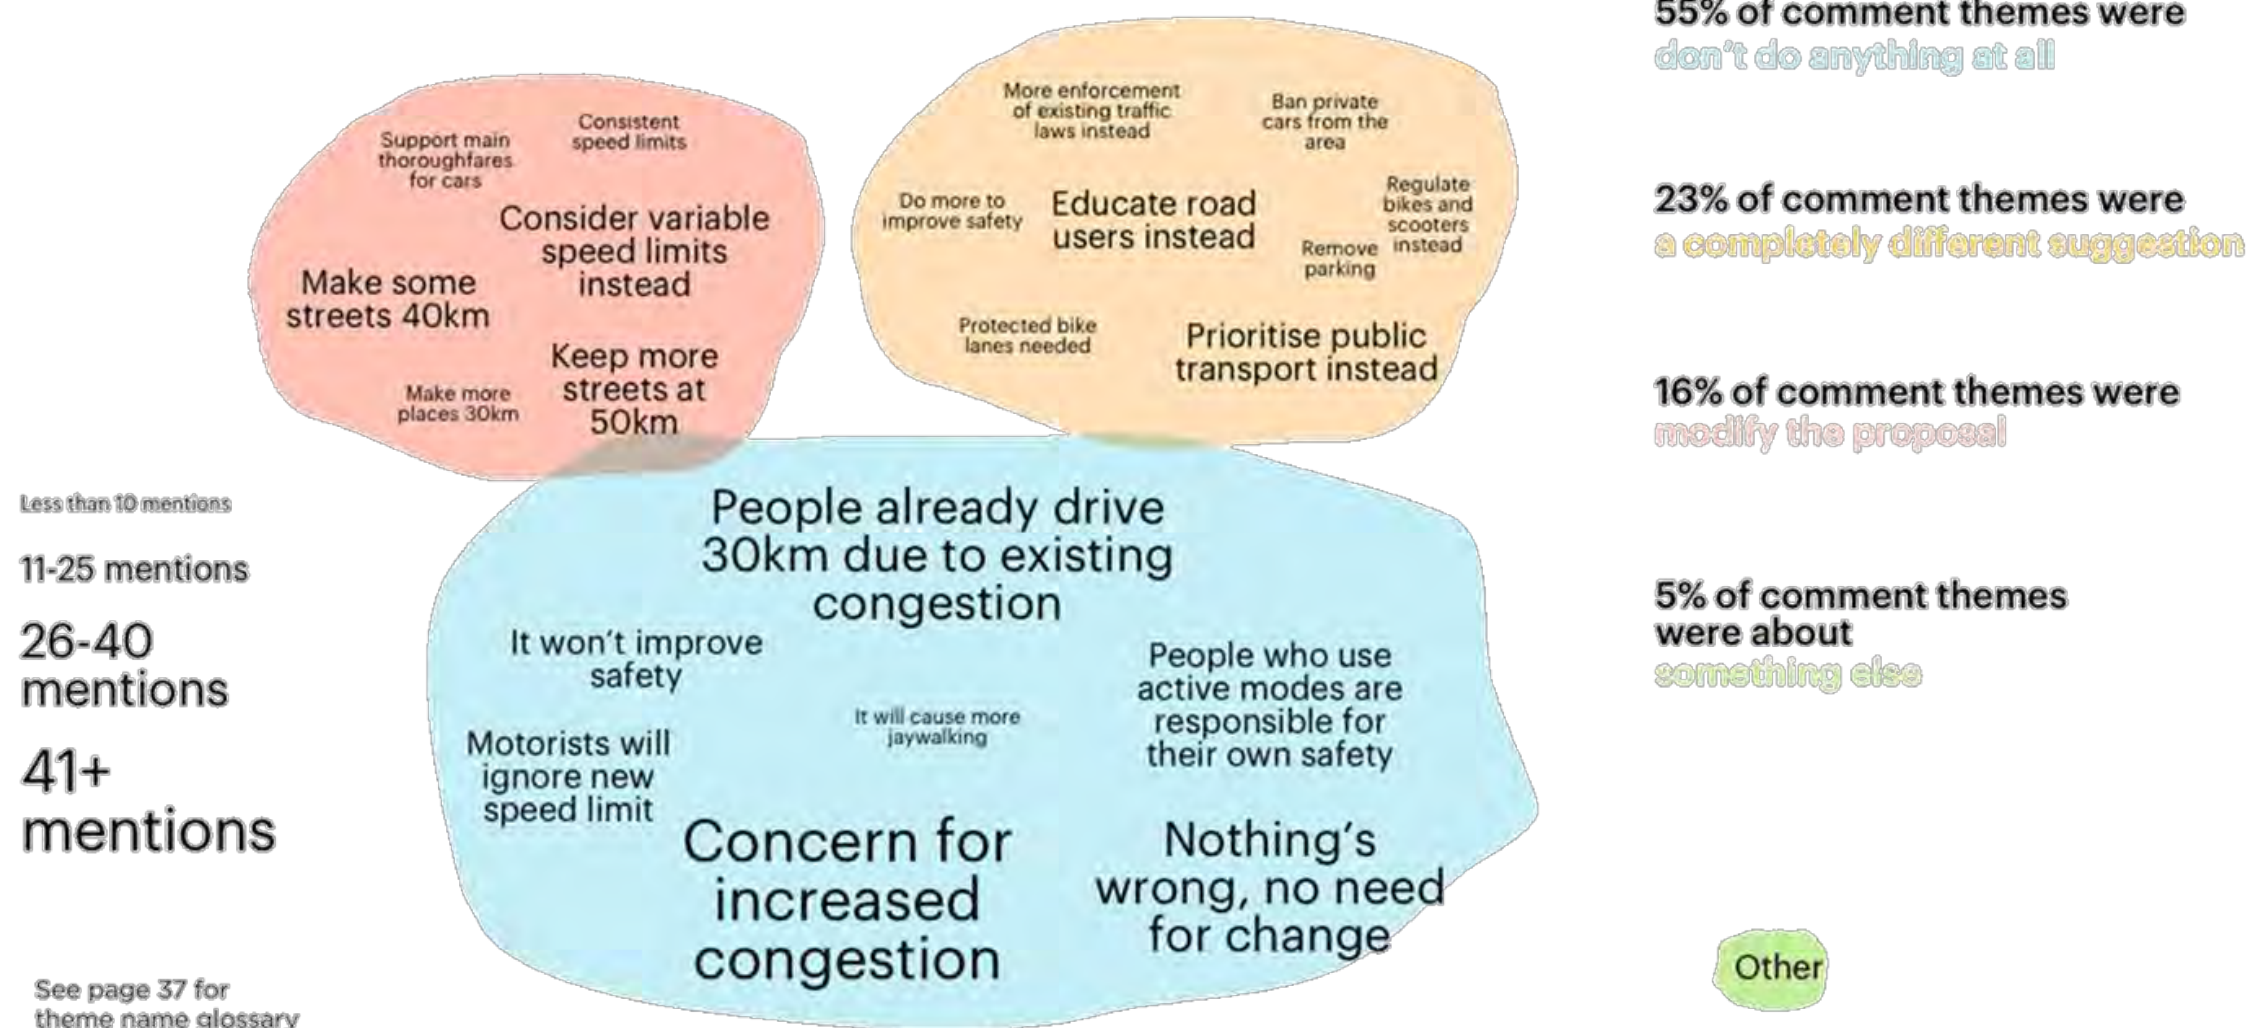 55% of comment themes were
don't do anything at all
More enforcement
of existing traffic
laws instead
Ban private
cars from the
area
Consistent
speed limits
Support main
thoroughfares
for cars
Regulate
bikes and
scooters
instead
Do more to
improve safety
Educate road
users instead
Remove
parking
23% of comment themes were
a completely different suggestion
Consider variable
speed limits
instead
Make some
streets 40km
Protected bike
lanes needed
Prioritise public
transport instead
Keep more
streets at
50km
Make more
places 30km
16% of comment themes were
modify the proposal
Less than 10 mentions
11-25 mentions
26-40
mentions
41+
mentions
People already drive
30km due to existing
congestion
It won't improve
safety
People who use
active modes are
responsible for
their own safety
It will cause more
jaywalking
Motorists will
ignore new
speed limit
Concern for
increased
congestion
Nothing's
wrong, no need
for change
5% of comment themes
were about
something else
Other
See page 37 for
theme name glossary